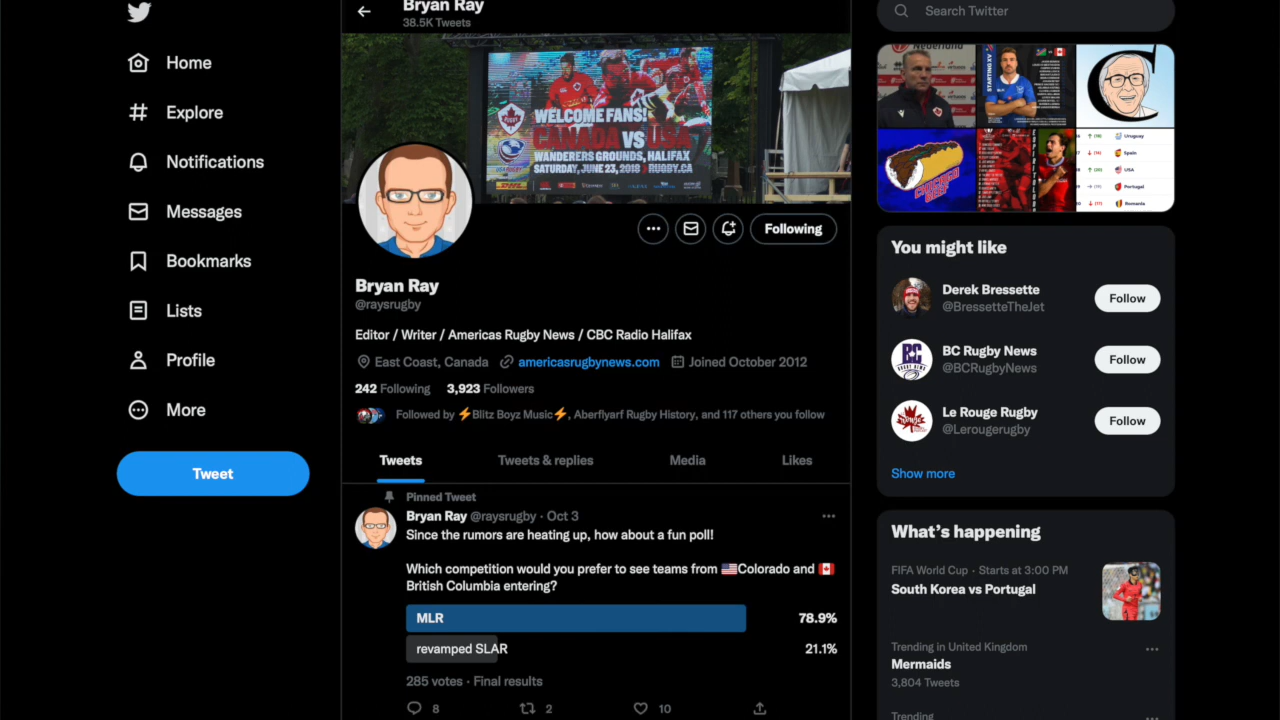 Home
Explore
Notifications
Messages
Bookmarks
Lists
Profile
More
Tweet
Bryan Ray
38.5K Tweets
WELCOME FANS!
CANADA VS USA
WANDERERS GROUNDS, HALIFAX
SATURDAY, JUNE 23, 2018 RUGBY.CA
Following
Bryan Ray
@raysrugby
Editor / Writer / Americas Rugby News / CBC Radio Halifax
East Coast, Canada americasrugbynews.com Joined October 2012
242 Following 3,923 Followers
Followed by ⚡Blitz Boyz Music⚡, Aberflyarf Rugby History, and 117 others you follow
Tweets Tweets & replies Media Likes
Pinned Tweet
Bryan Ray @raysrugby · Oct 3
Since the rumors are heating up, how about a fun poll!
Which competition would you prefer to see teams from 🇺🇸Colorado and 🇨🇦
British Columbia entering?
MLR 78.9%
revamped SLAR 21.1%
285 votes · Final results
8 2 10
Search Twitter
Nederland
STARTING XV
Uruguay
Spain
USA
Portugal
Romania
You might like
Derek Bressette
@BressetteTheJet
Follow
BC Rugby News
@BCRugbyNews
Follow
Le Rouge Rugby
@Lerougerugby
Follow
Show more
What's happening
FIFA World Cup · Starts at 3:00 PM
South Korea vs Portugal
Trending in United Kingdom
Mermaids
3,804 Tweets
Trending